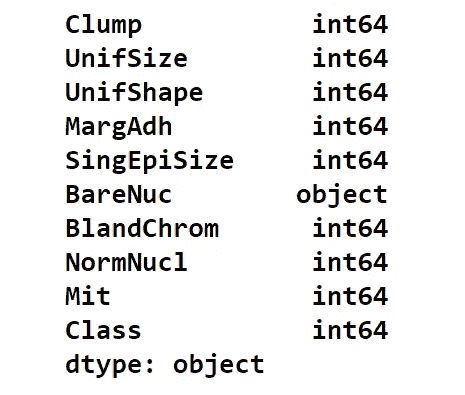 Clump int64
UnifSize int64
UnifShape int64
MargAdh int64
SingEpiSize int64
BareNuc object
BlandChrom int64
NormNucl int64
Mit int64
Class int64
dtype: object